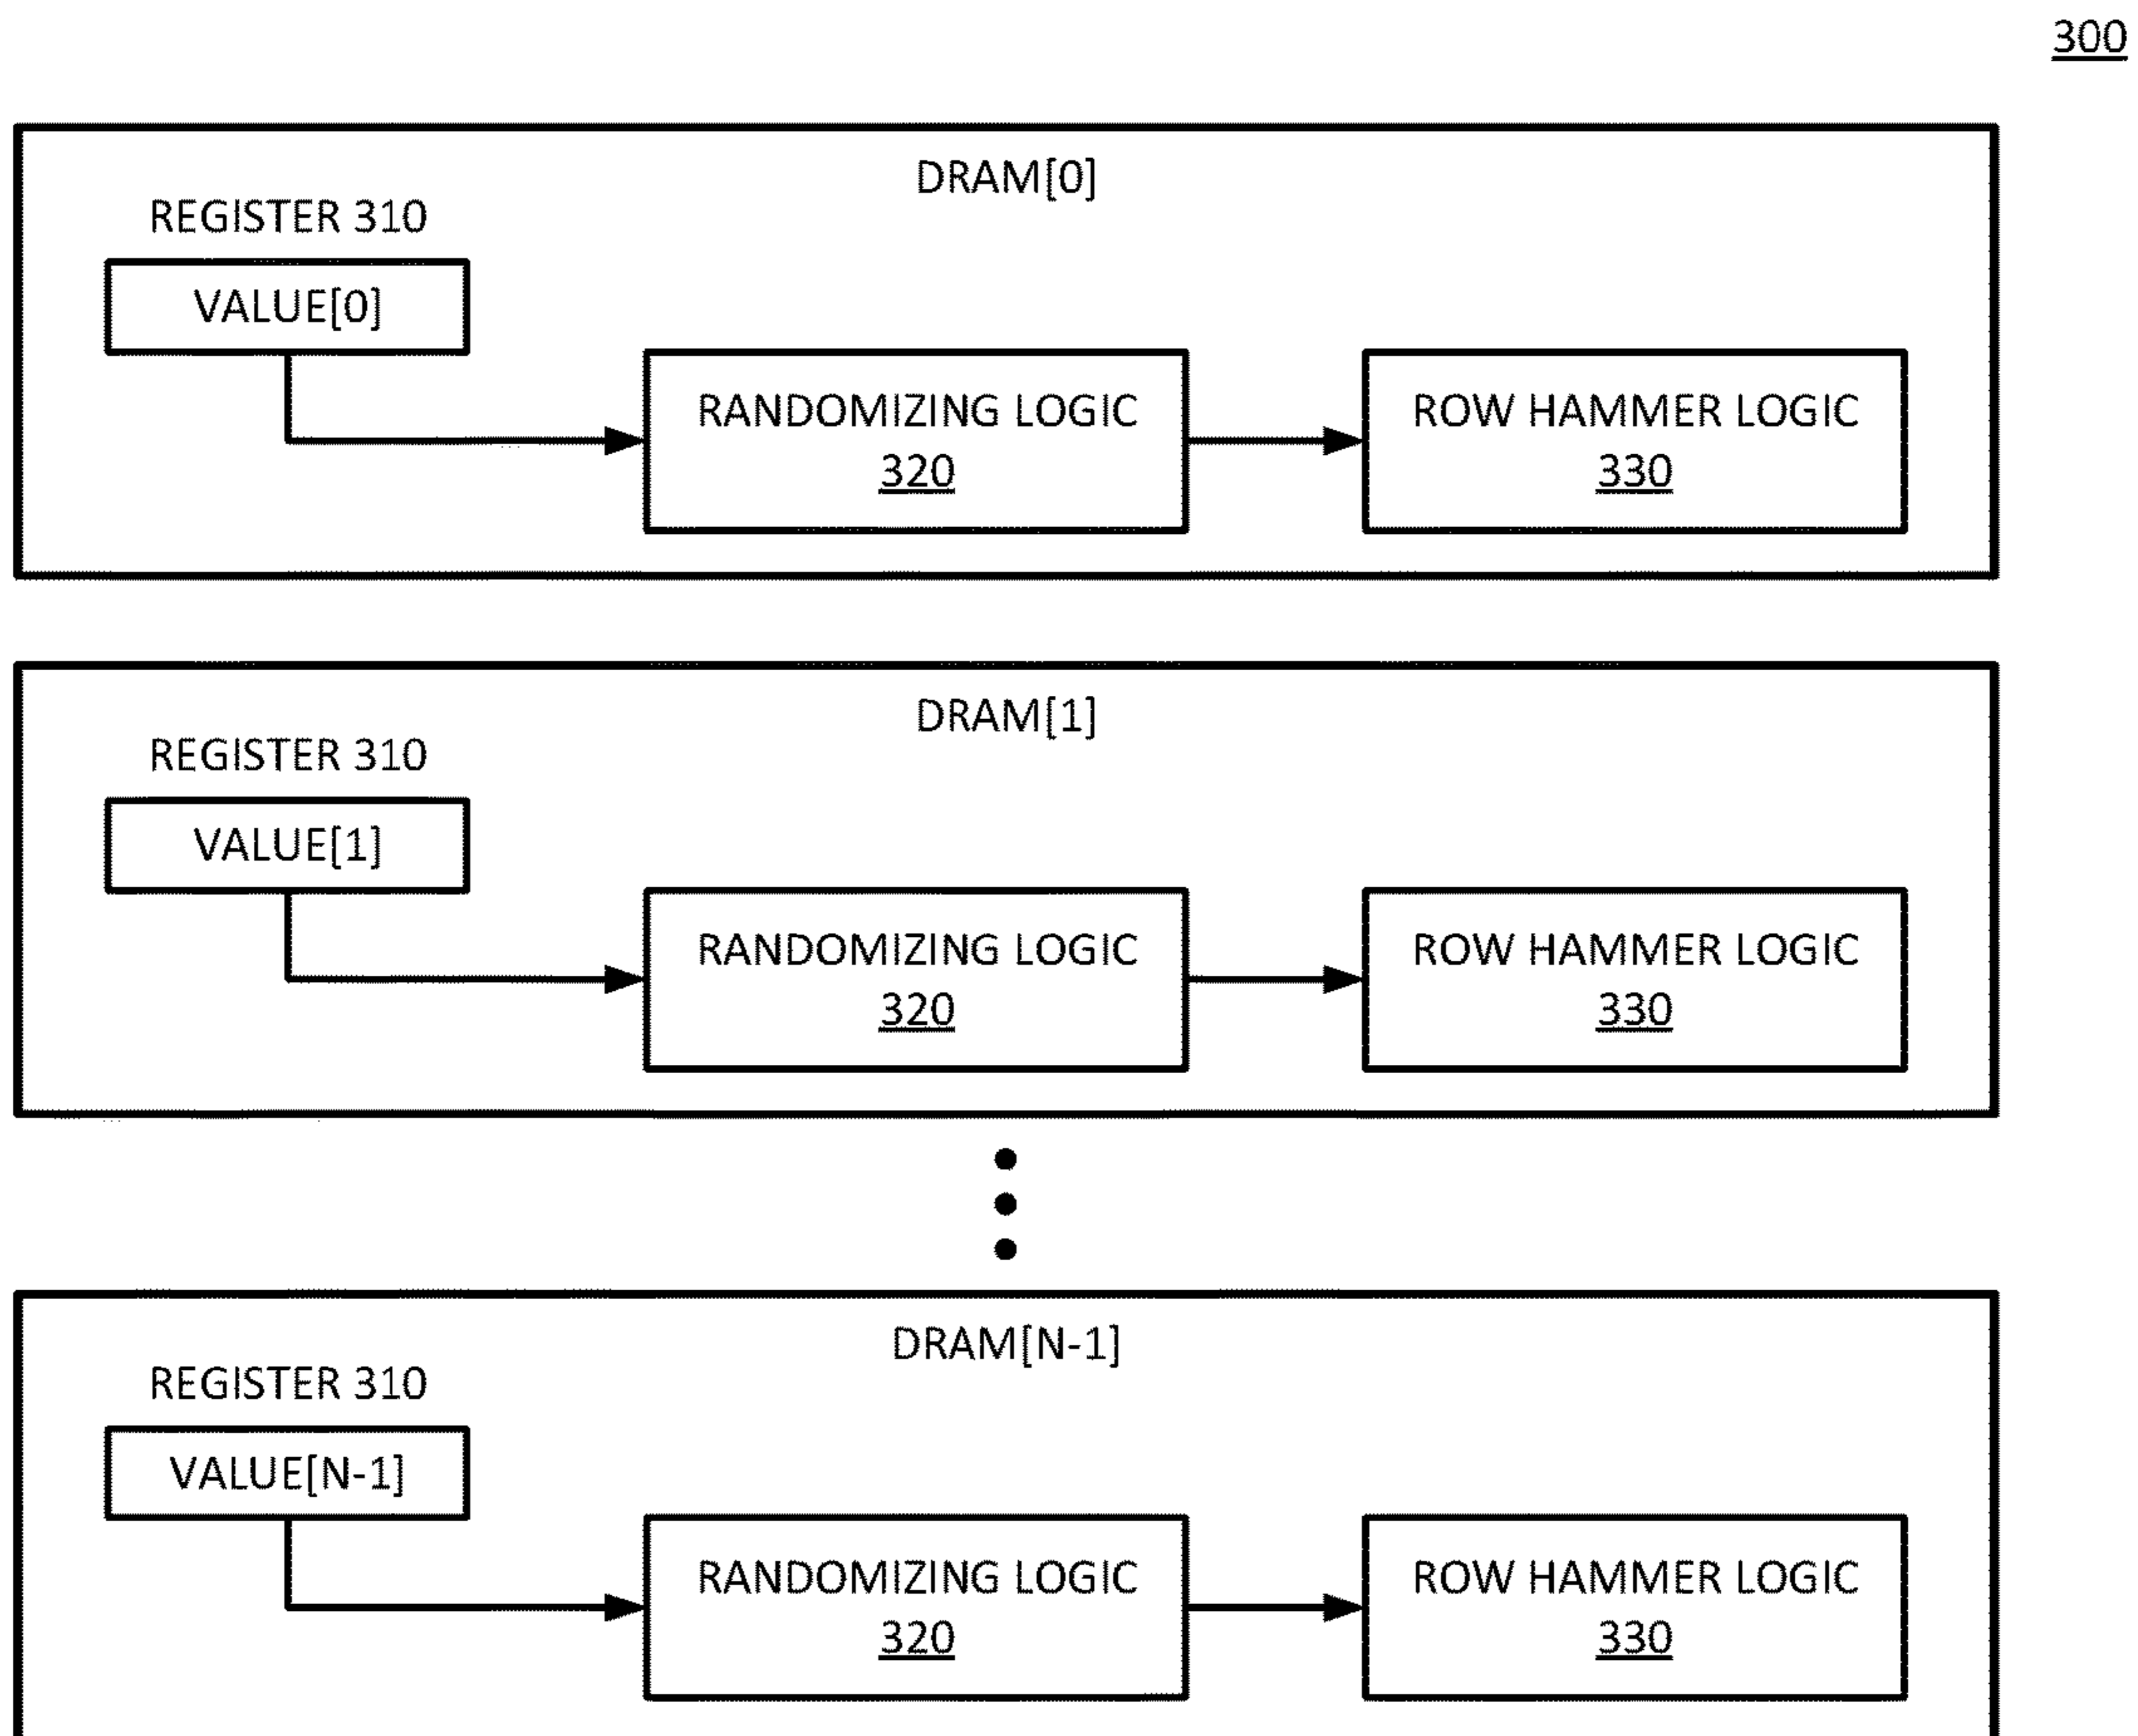 300
DRAM[0]
REGISTER 310
VALUE[0]
RANDOMIZING LOGIC
320
ROW HAMMER LOGIC
330
DRAM[1]
REGISTER 310
VALUE[1]
RANDOMIZING LOGIC
320
ROW HAMMER LOGIC
330
DRAM[N-1]
REGISTER 310
VALUE[N-1]
RANDOMIZING LOGIC
320
ROW HAMMER LOGIC
330